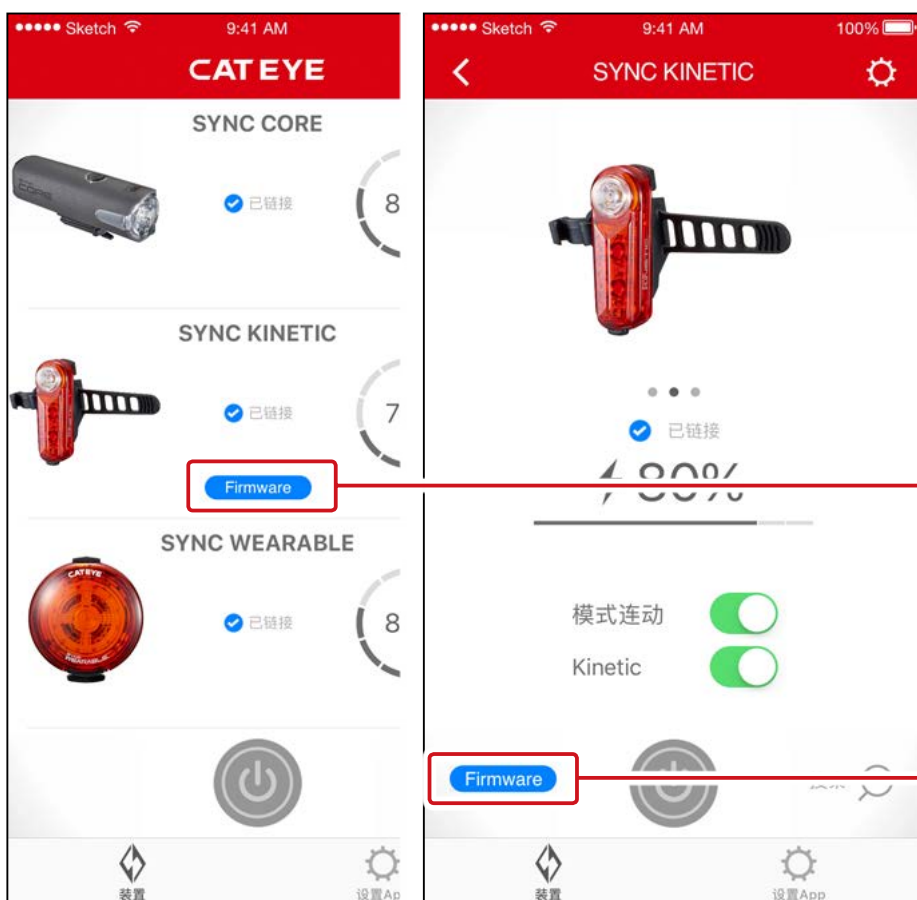 Sketch
9:41 AM
CATEYE
SYNC CORE
已链接
8
SYNC KINETIC
已链接
7
Firmware
SYNC WEARABLE
CATEYE
已链接
8
装置
设置Ap
Sketch
9:41 AM
100%
SYNC KINETIC
已链接
80%
模式连动
Kinetic
Firmware
装置
设置App